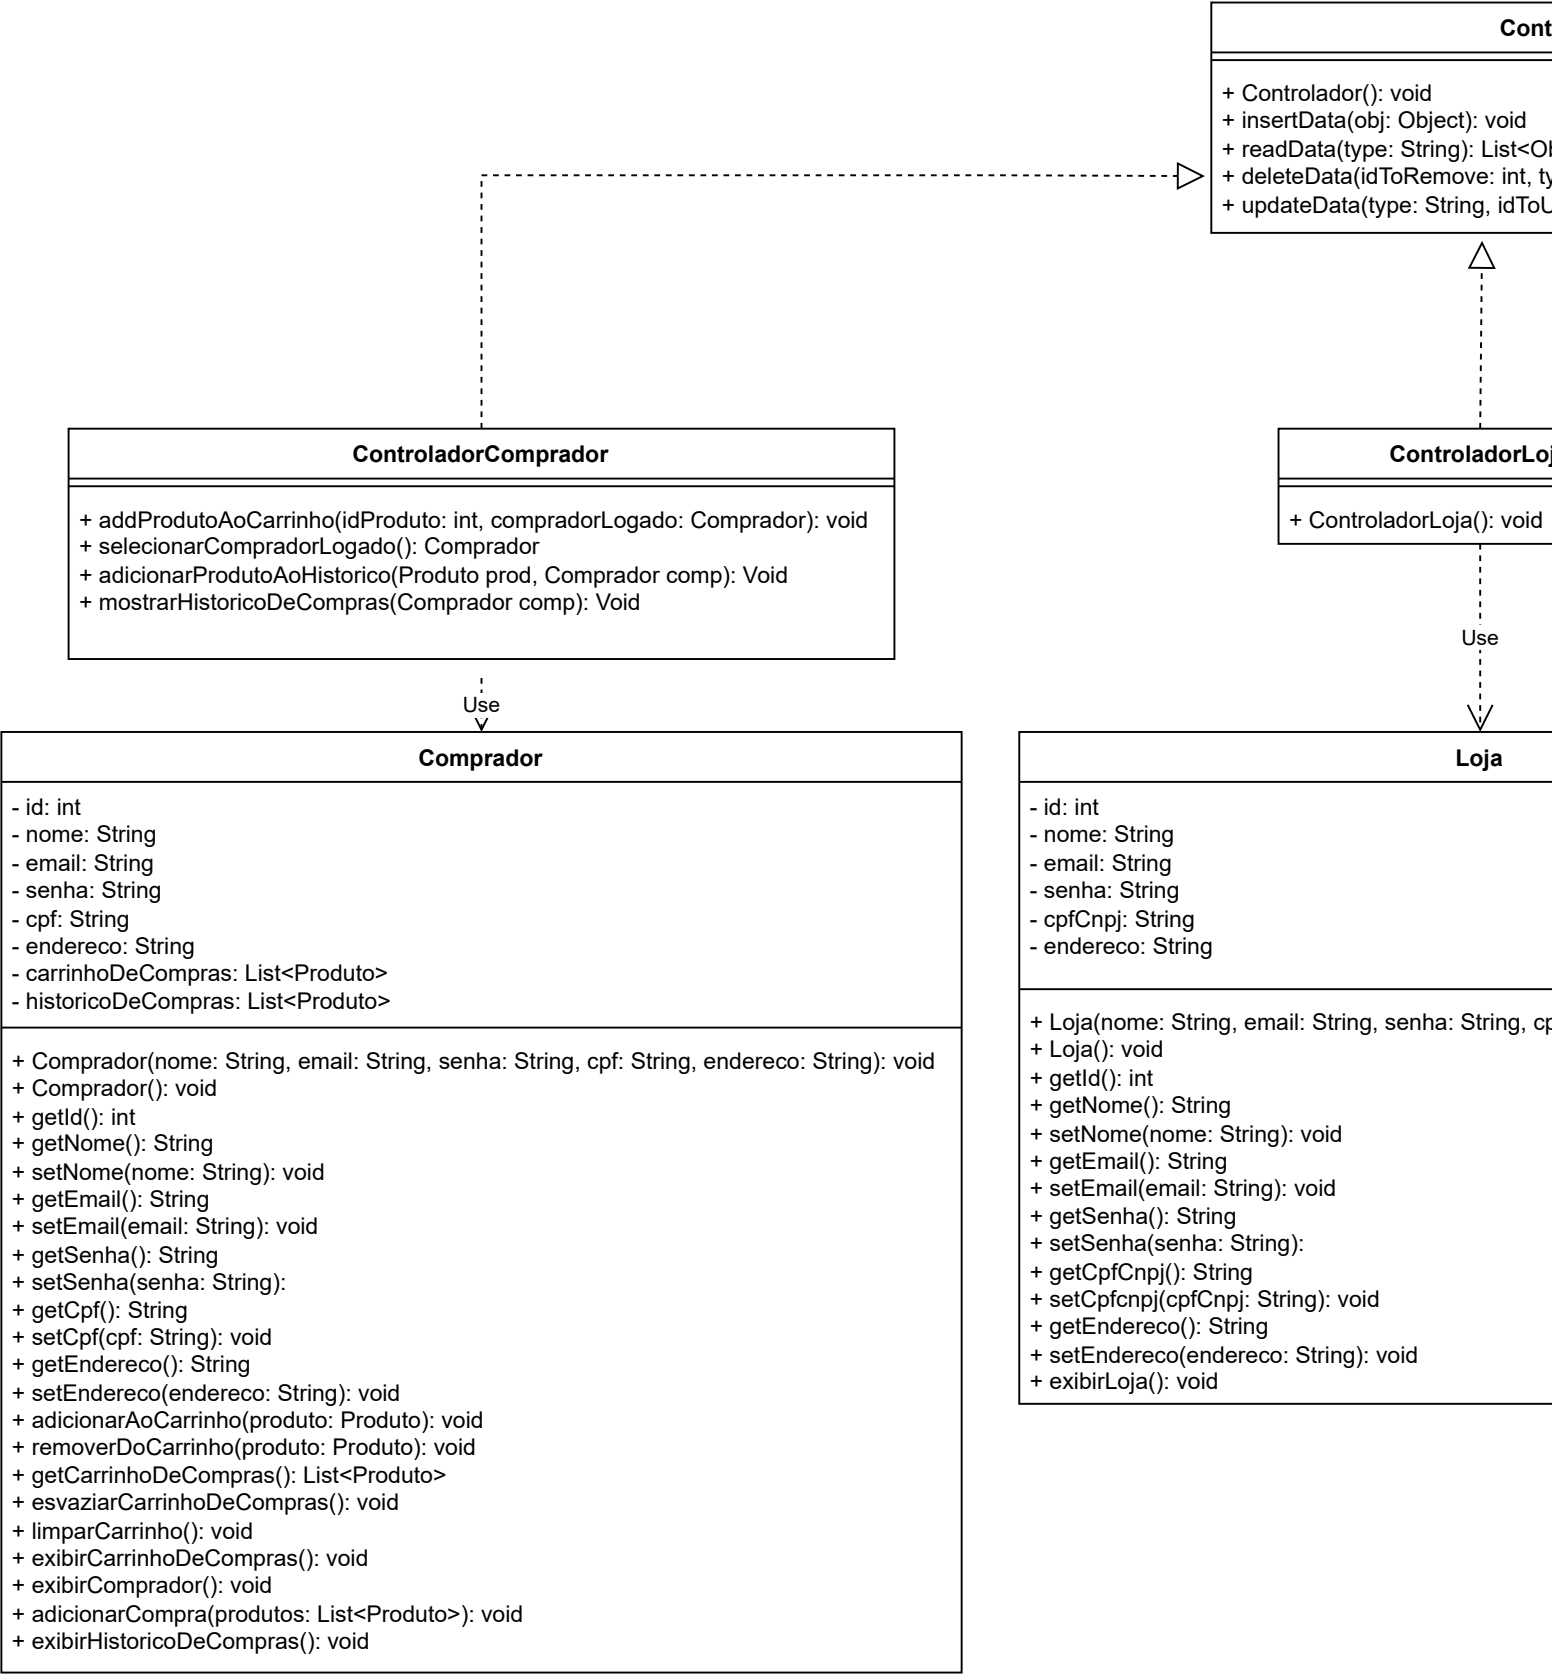 Cont
+ Controlador(): void
+ insertData(obj: Object): void
+ readData(type: String): List<Ob
+ deleteData(idToRemove: int, ty
+ updateData(type: String, idToU
ControladorComprador
+ addProdutoAoCarrinho(idProduto: int, compradorLogado: Comprador): void
+ selecionarCompradorLogado(): Comprador
+ adicionarProdutoAoHistorico(Produto prod, Comprador comp): Void
+ mostrarHistoricoDeCompras(Comprador comp): Void
ControladorLoj
+ ControladorLoja(): void
Use
Use
Comprador
- id: int
- nome: String
- email: String
- senha: String
- cpf: String
- endereco: String
- carrinhoDeCompras: List<Produto>
- historicoDeCompras: List<Produto>
+ Comprador(nome: String, email: String, senha: String, cpf: String, endereco: String): void
+ Comprador(): void
+ getId(): int
+ getNome(): String
+ setNome(nome: String): void
+ getEmail(): String
+ setEmail(email: String): void
+ getSenha(): String
+ setSenha(senha: String):
+ getCpf(): String
+ setCpf(cpf: String): void
+ getEndereco(): String
+ setEndereco(endereco: String): void
+ adicionarAoCarrinho(produto: Produto): void
+ removerDoCarrinho(produto: Produto): void
+ getCarrinhoDeCompras(): List<Produto>
+ esvaziarCarrinhoDeCompras(): void
+ limparCarrinho(): void
+ exibirCarrinhoDeCompras(): void
+ exibirComprador(): void
+ adicionarCompra(produtos: List<Produto>): void
+ exibirHistoricoDeCompras(): void
Loja
- id: int
- nome: String
- email: String
- senha: String
- cpfCnpj: String
- endereco: String
+ Loja(nome: String, email: String, senha: String, cp
+ Loja(): void
+ getId(): int
+ getNome(): String
+ setNome(nome: String): void
+ getEmail(): String
+ setEmail(email: String): void
+ getSenha(): String
+ setSenha(senha: String):
+ getCpfCnpj(): String
+ setCpfcnpj(cpfCnpj: String): void
+ getEndereco(): String
+ setEndereco(endereco: String): void
+ exibirLoja(): void